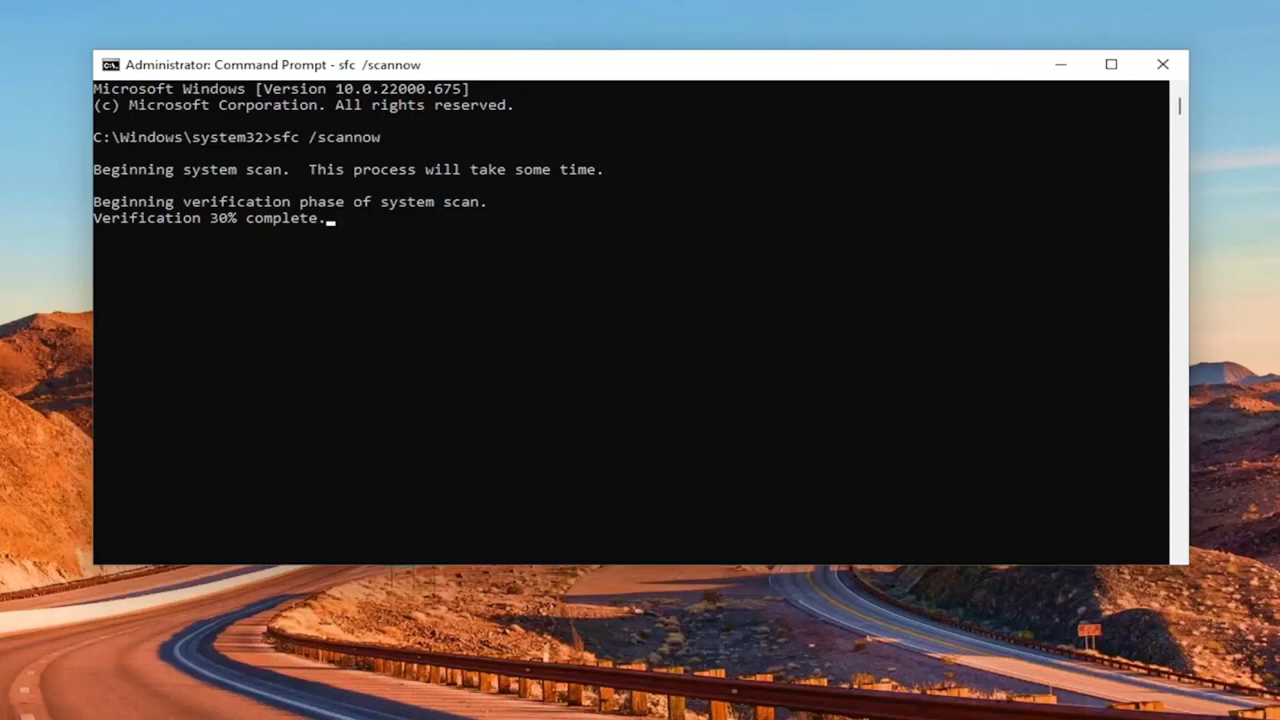 Administrator: Command Prompt - sfc  /scannow
Microsoft Windows [Version 10.0.22000.675]
(c) Microsoft Corporation. All rights reserved.
C:\Windows\system32>sfc /scannow
Beginning system scan.  This process will take some time.
Beginning verification phase of system scan.
Verification 30% complete.